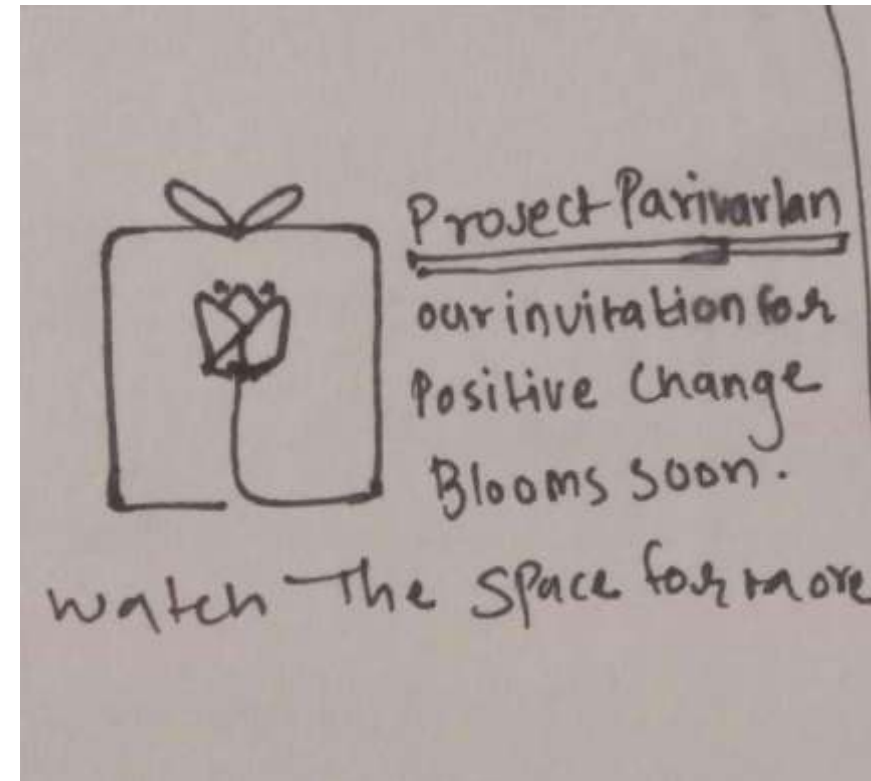 Project Parivartan
our invitation for
Positive Change
Blooms soon.
watch The space for more